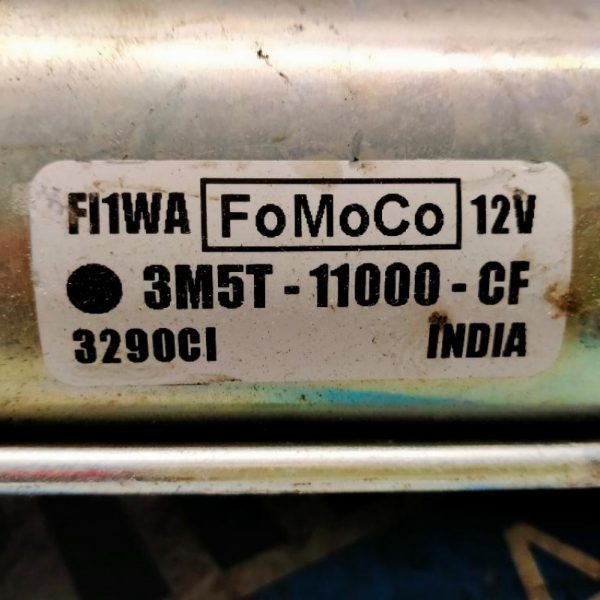 FI1WA FoMoCo 12V
3M5T - 11000 - CF
3290CI INDIA